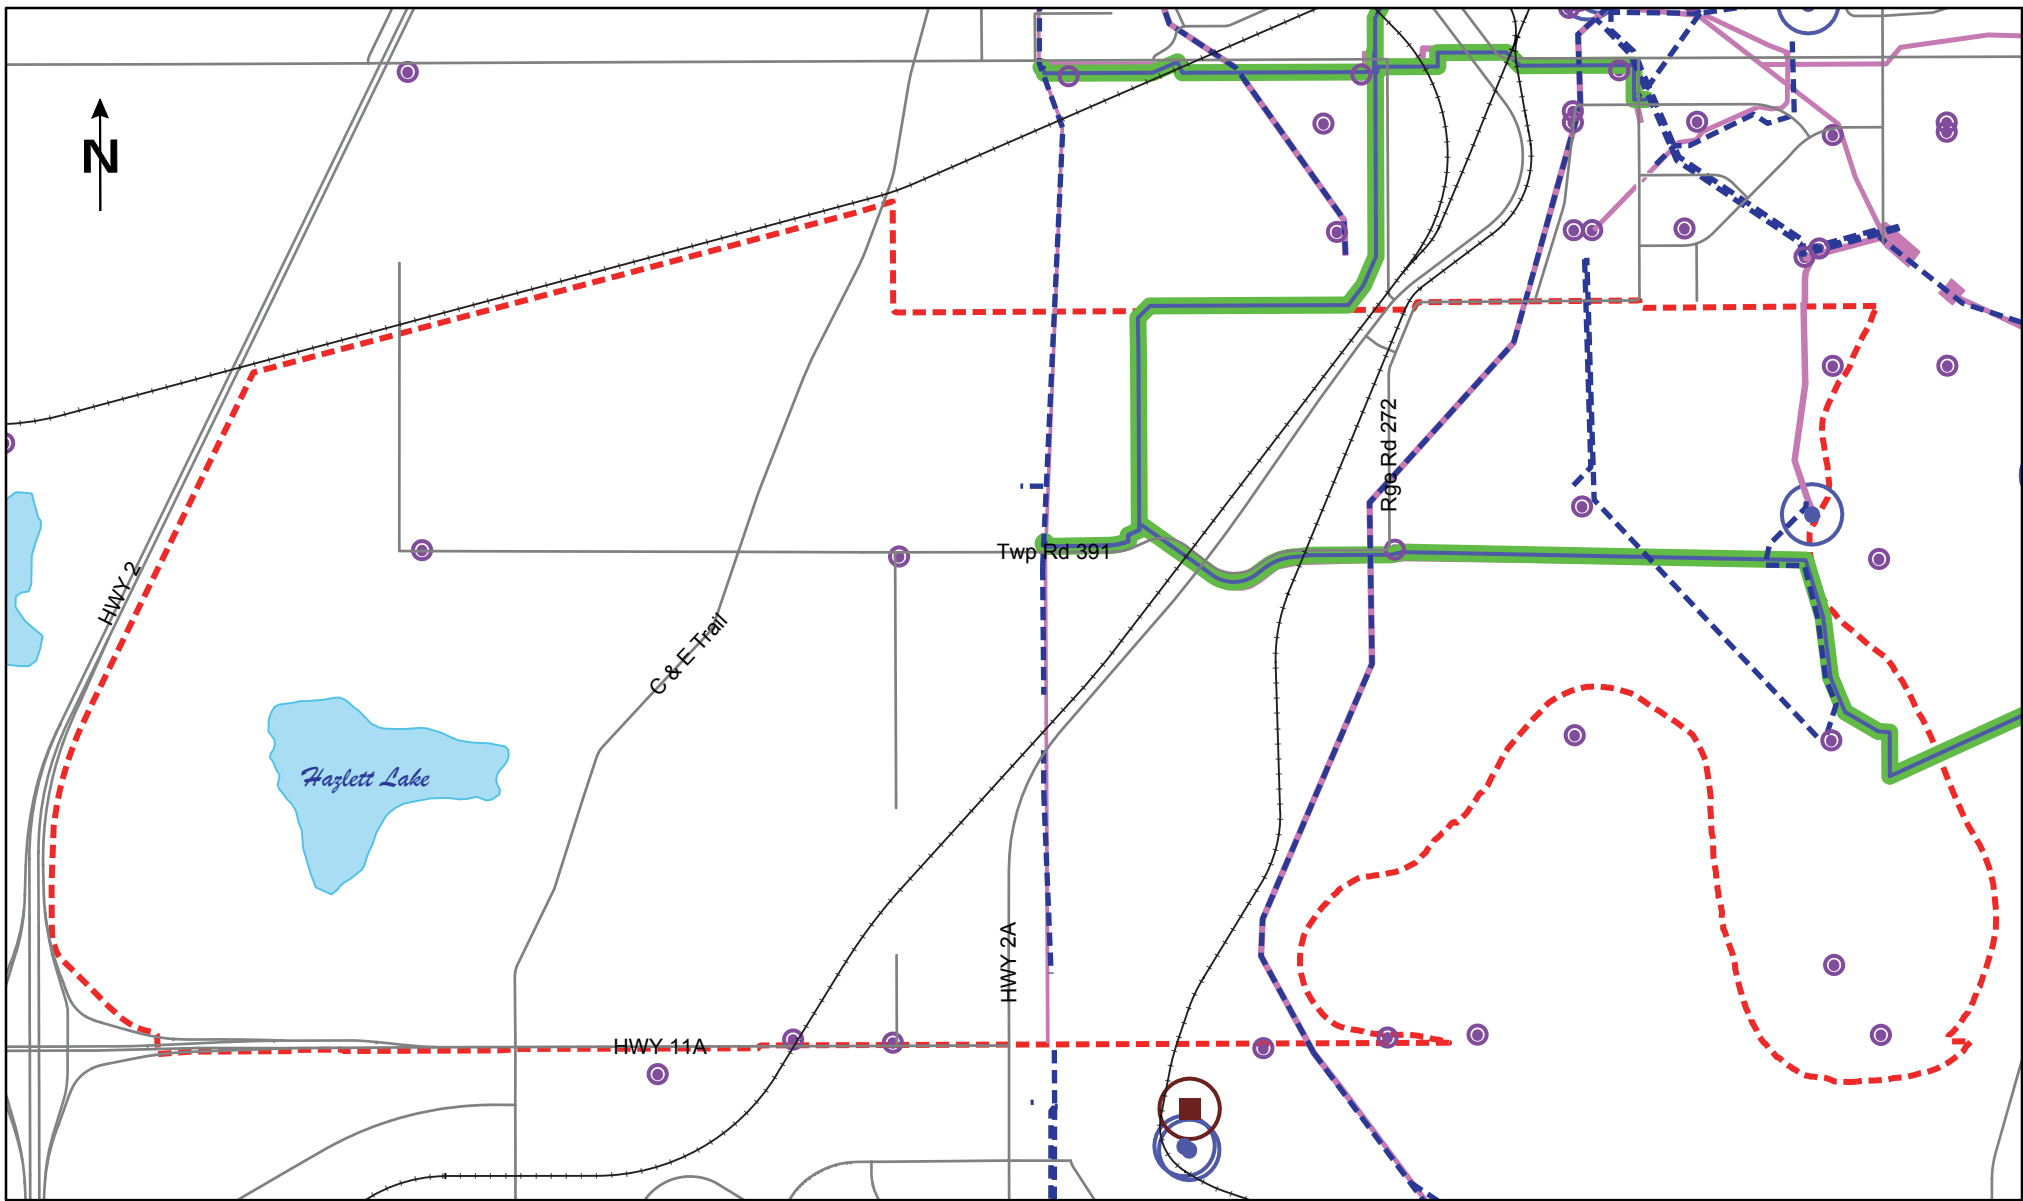 N
Rge Rd 272
Twp Rd 391
HWY 2
C & E Trail
Hazlett Lake
HWY 2A
HWY 11A